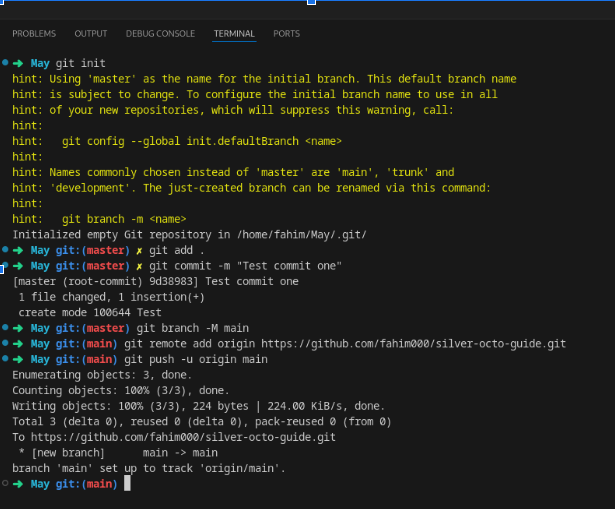 PROBLEMS OUTPUT DEBUG CONSOLE TERMINAL PORTS
➜ May git init
hint: Using 'master' as the name for the initial branch. This default branch name
hint: is subject to change. To configure the initial branch name to use in all
hint: of your new repositories, which will suppress this warning, call:
hint:
hint:   git config --global init.defaultBranch <name>
hint:
hint: Names commonly chosen instead of 'master' are 'main', 'trunk' and
hint: 'development'. The just-created branch can be renamed via this command:
hint:
hint:   git branch -m <name>
Initialized empty Git repository in /home/fahim/May/.git/
➜ May git:(master) ✗ git add .
➜ May git:(master) ✗ git commit -m "Test commit one"
[master (root-commit) 9d38983] Test commit one
 1 file changed, 1 insertion(+)
 create mode 100644 Test
➜ May git:(master) git branch -M main
➜ May git:(main) git remote add origin https://github.com/fahim000/silver-octo-guide.git
➜ May git:(main) git push -u origin main
Enumerating objects: 3, done.
Counting objects: 100% (3/3), done.
Writing objects: 100% (3/3), 224 bytes | 224.00 KiB/s, done.
Total 3 (delta 0), reused 0 (delta 0), pack-reused 0 (from 0)
To https://github.com/fahim000/silver-octo-guide.git
 * [new branch]      main -> main
branch 'main' set up to track 'origin/main'.
➜ May git:(main)